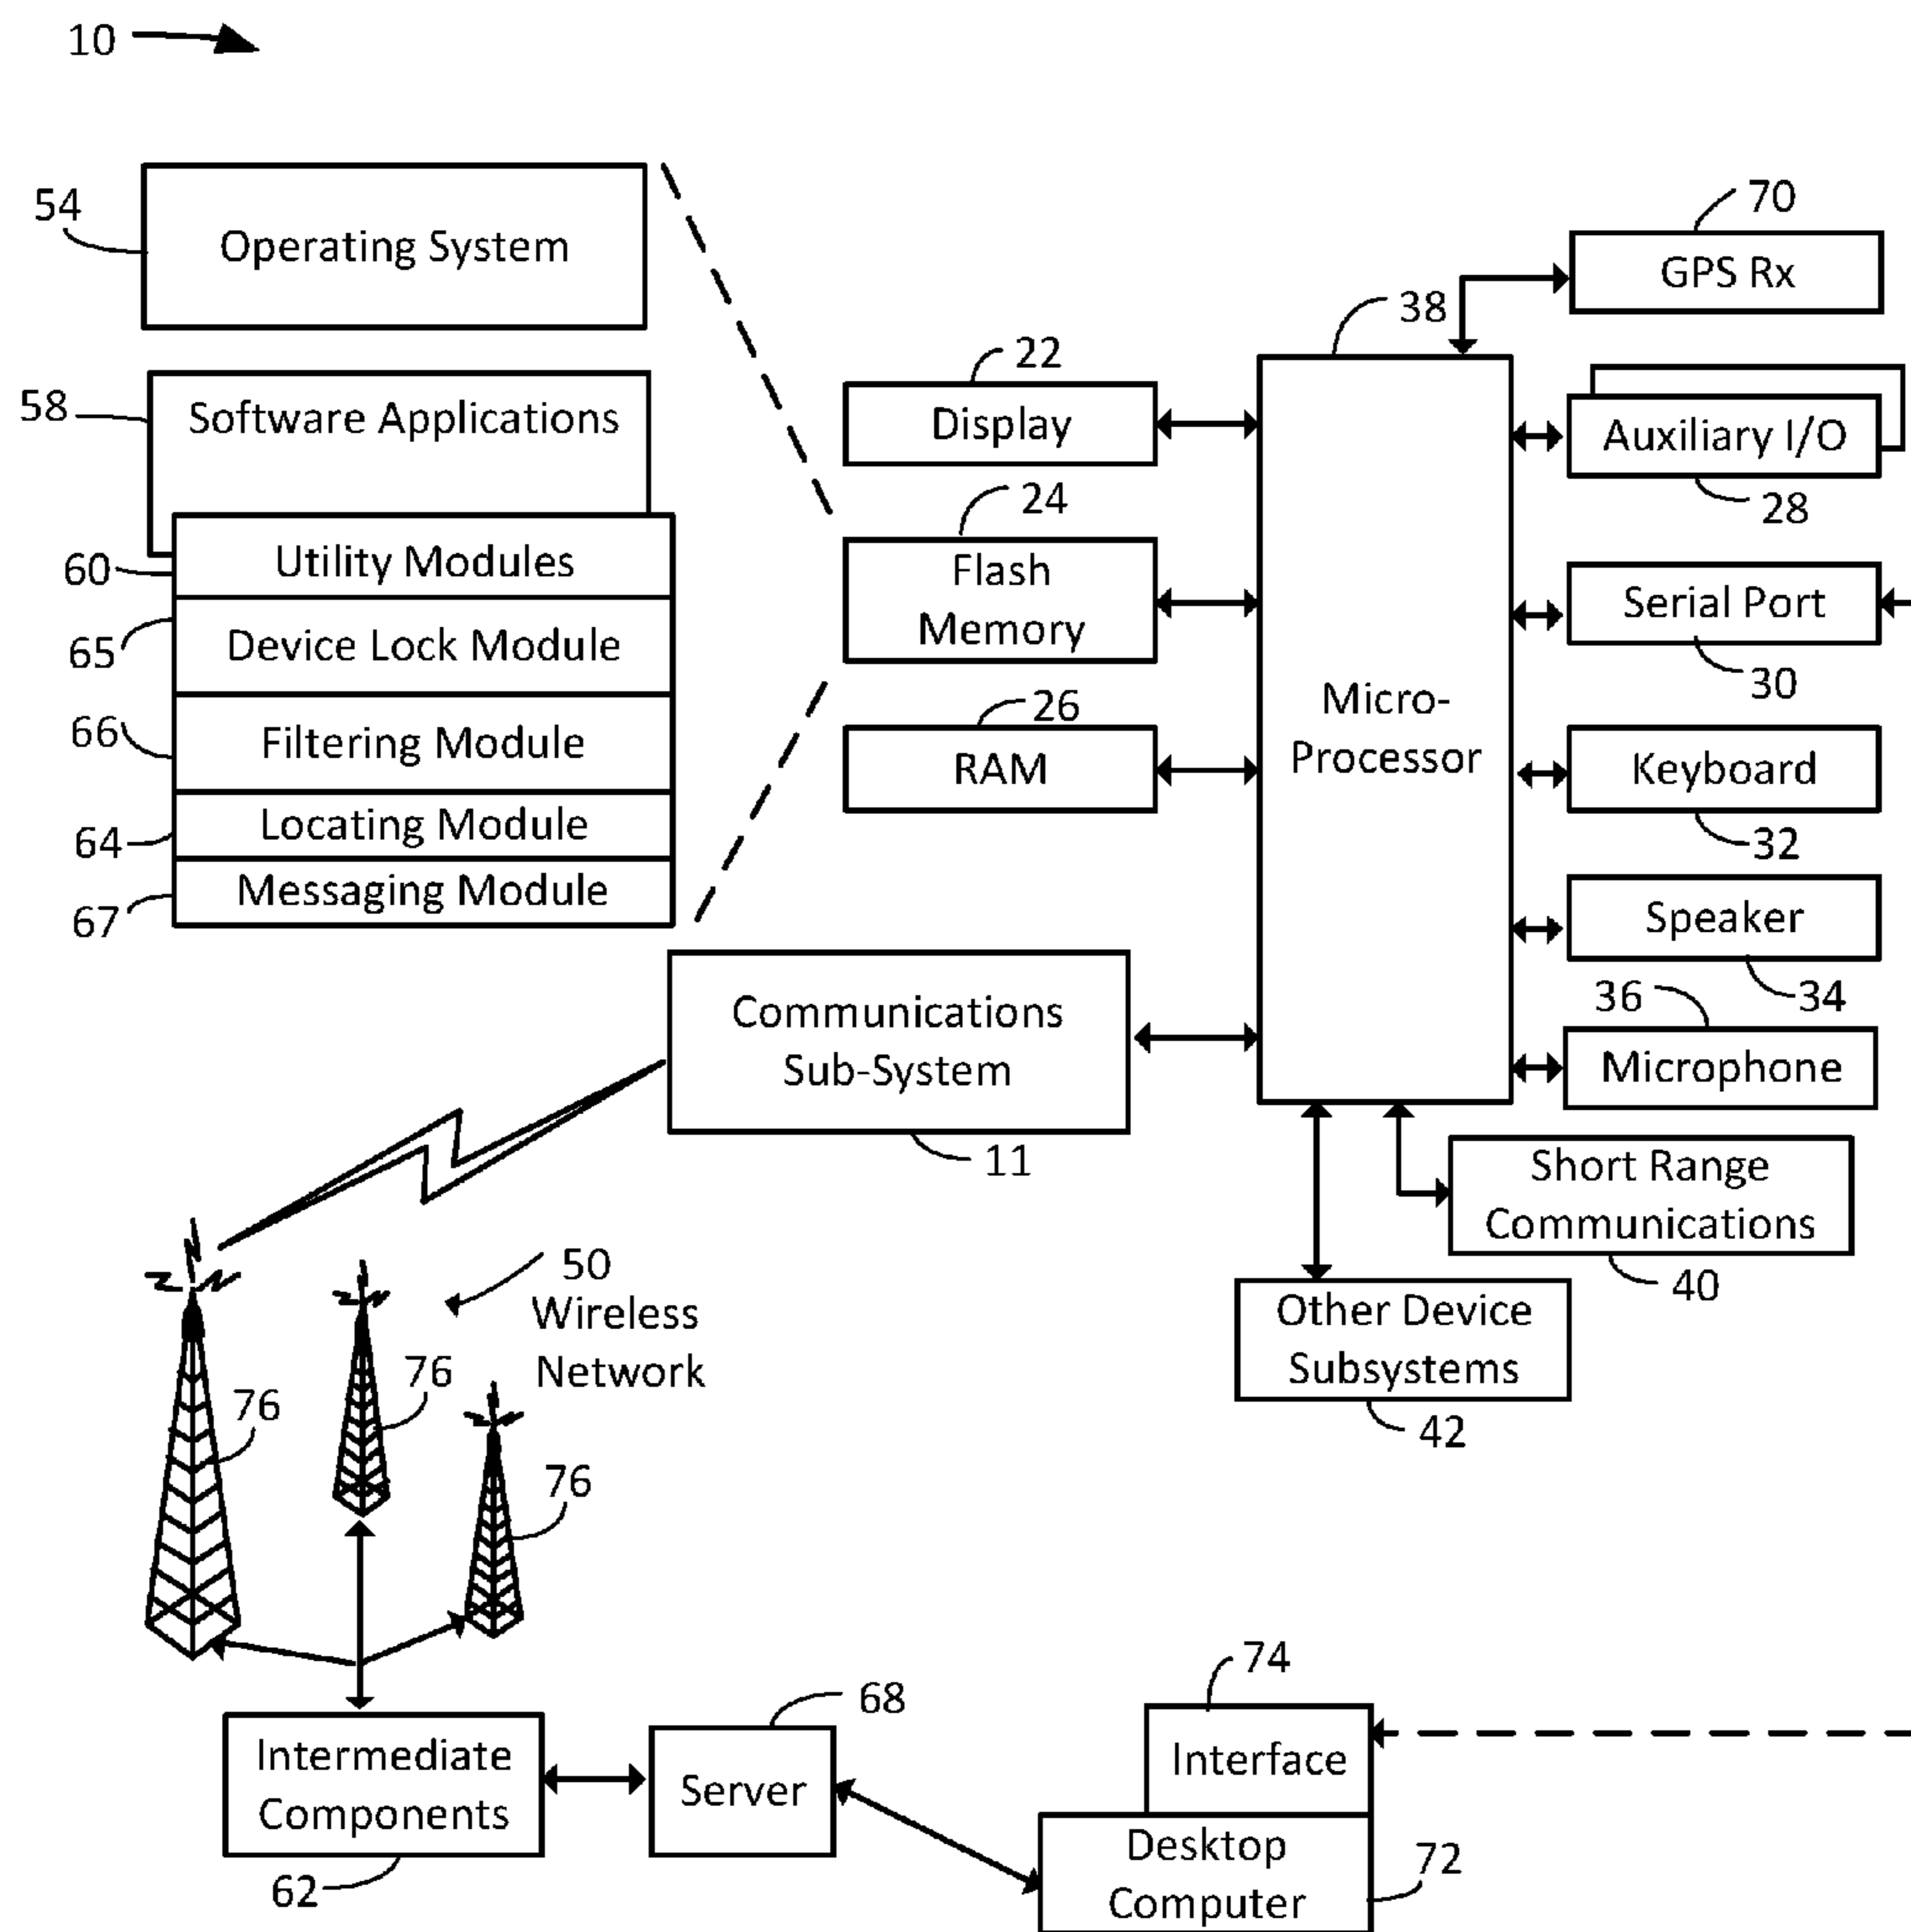 10
54
Operating System
58
Software Applications
60
Utility Modules
65
Device Lock Module
66
Filtering Module
64
Locating Module
67
Messaging Module
22
Display
24
Flash
Memory
26
RAM
38
Micro-
Processor
70
GPS Rx
Auxiliary I/O
28
Serial Port
30
Keyboard
32
Speaker
34
36
Microphone
Communications
Sub-System
11
Short Range
Communications
40
Other Device
Subsystems
42
50
Wireless
Network
76
76
76
Intermediate
Components
62
68
Server
74
Interface
Desktop
Computer
72